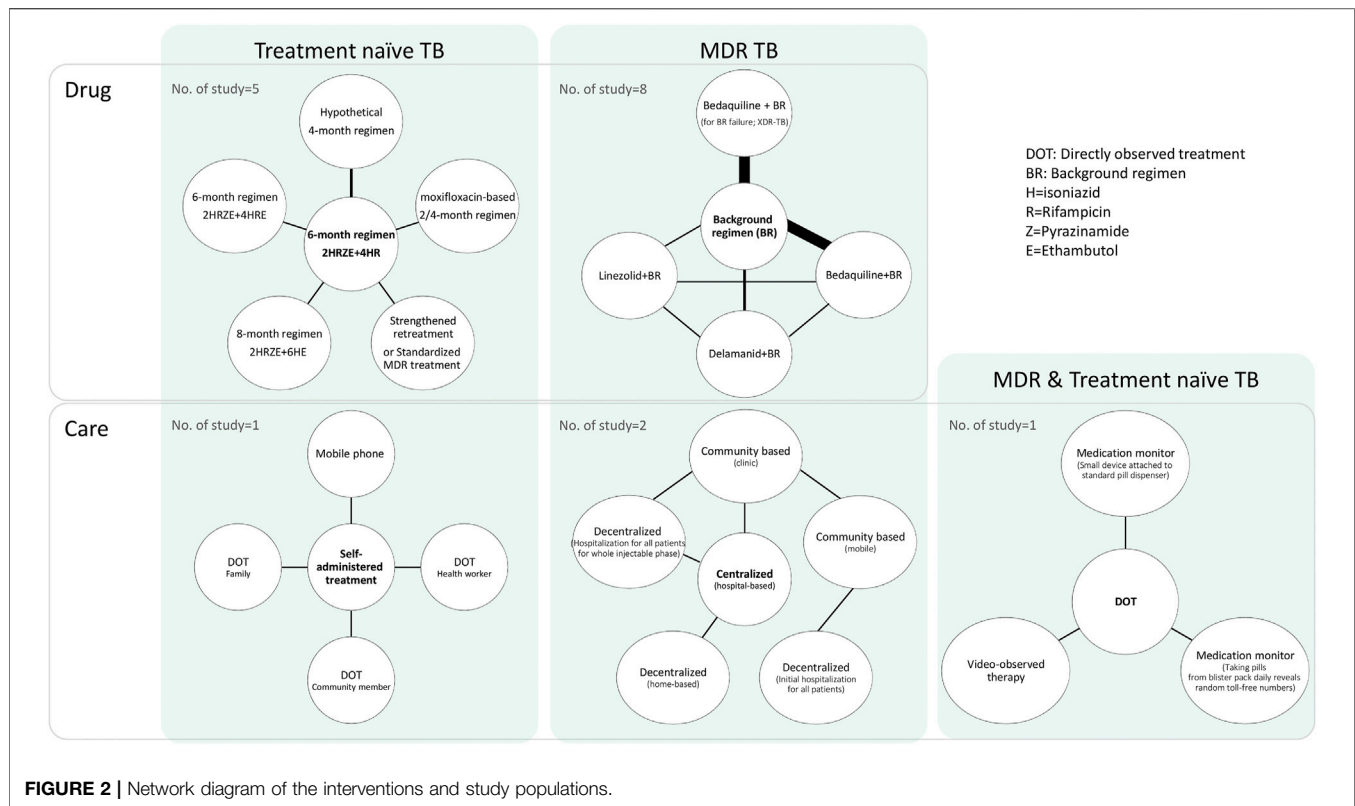 Treatment naïve TB
MDR TB
Drug
No. of study=5
Hypothetical
4-month regimen
6-month regimen
2HRZE+4HRE
moxifloxacin-based
2/4-month regimen
6-month regimen
2HRZE+4HR
8-month regimen
2HRZE+6HE
Strengthened
retreatment
or Standardized
MDR treatment
No. of study=8
Bedaquiline + BR
(for BR failure; XDR-TB)
Background
regimen (BR)
Linezolid+BR
Bedaquiline+BR
Delamanid+BR
DOT: Directly observed treatment
BR: Background regimen
H=isoniazid
R=Rifampicin
Z=Pyrazinamide
E=Ethambutol
MDR & Treatment naïve TB
Care
No. of study=1
Mobile phone
DOT
Family
Self-
administered
treatment
DOT
Health worker
DOT
Community member
No. of study=2
Community based
(clinic)
Decentralized
(Hospitalization for all patients
for whole injectable phase)
Community based
(mobile)
Centralized
(hospital-based)
Decentralized
(home-based)
Decentralized
(Initial hospitalization
for all patients)
No. of study=1
Medication monitor
(Small device attached to
standard pill dispenser)
DOT
Video-observed
therapy
Medication monitor
(Taking pills
from blister pack daily reveals
random toll-free numbers)
FIGURE 2 | Network diagram of the interventions and study populations.